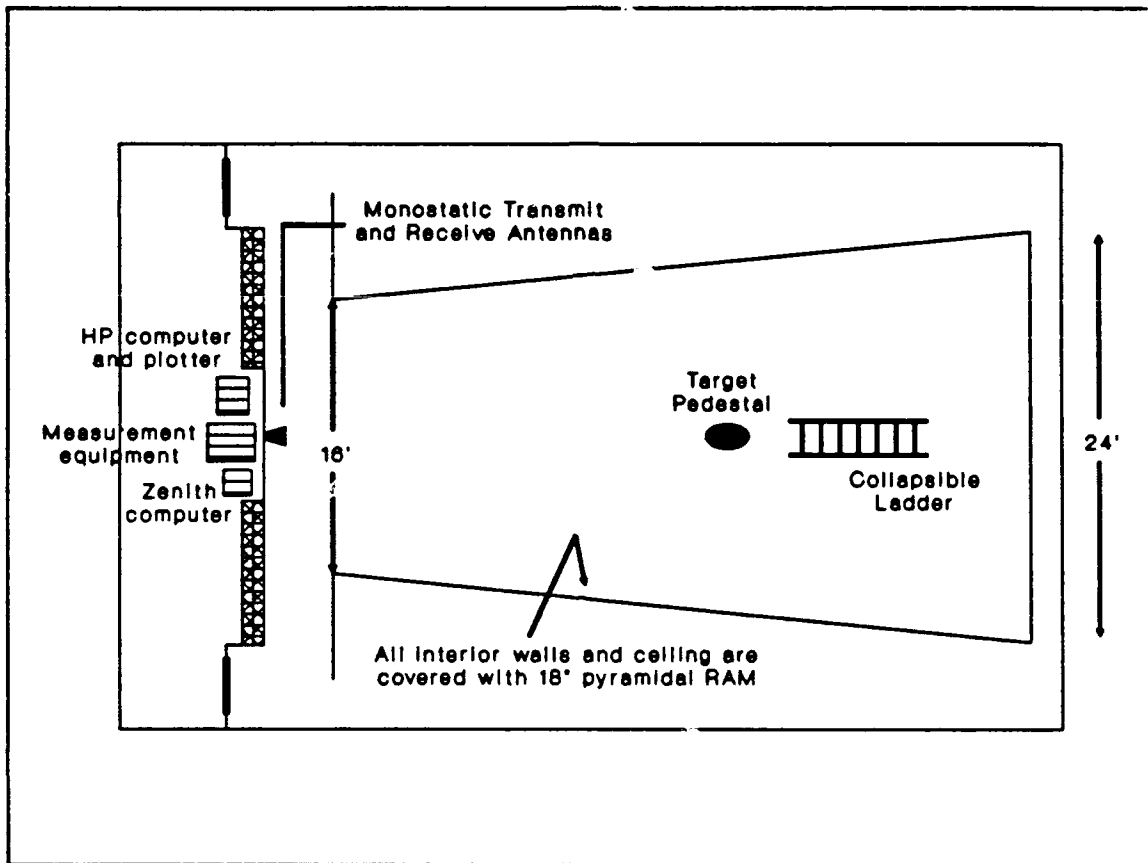 Monostatic Transmit
and Receive Antennas
HP computer
and plotter
Measurement
equipment
Zenith
computer
16'
Target
Pedestal
Collapsible
Ladder
24'
All interior walls and ceiling are
covered with 18" pyramidal RAM